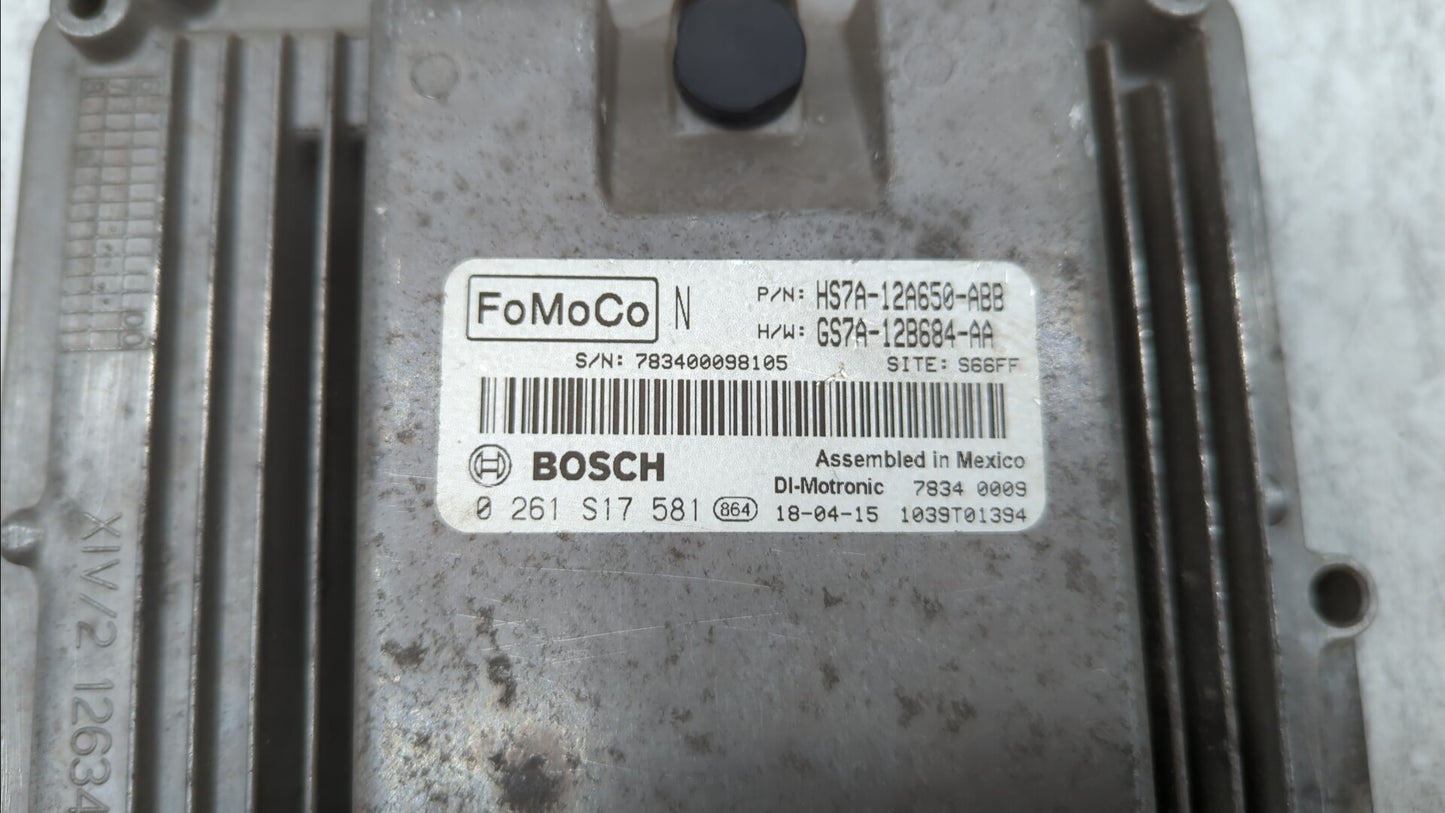 FoMoCo N
P/N: HS7A-12A650-ABB
H/W: GS7A-12B684-AA
S/N: 783400098105 SITE: S66FF
BOSCH
Assembled in Mexico
DI-Motronic 7834 0009
0 261 S17 581 864 18-04-15 1039T01394
XIV/2 12634